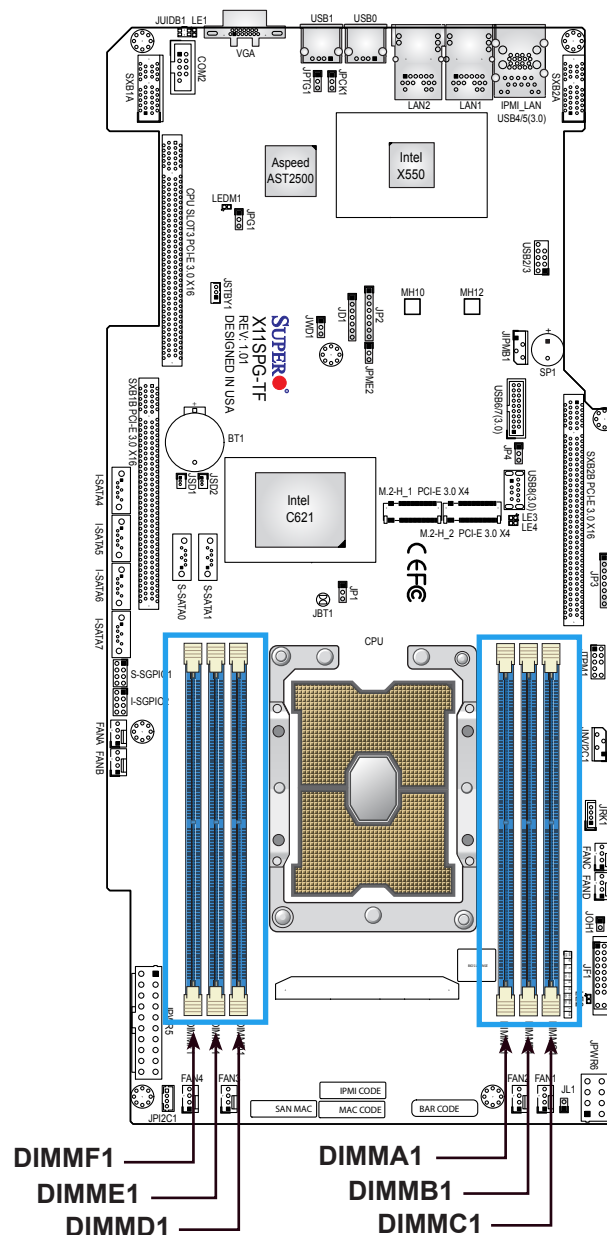 JUIDB1 LE1
VGA
USB1
USB0
JPTG1
JPCK1
SXB1A
COM2
LAN2
LAN1
IPMI_LAN
USB4/5(3.0)
SXB2A
Aspeed
AST2500
Intel
X550
LEDM1
JPG1
CPU SLOT3 PCI-E 3.0 X16
USB2/3
JSTBY1
MH10
MH12
JWD1
JD1
JP2
JPME2
SUPER
X11SPG-TF
REV: 1.01
DESIGNED IN USA
JIPMB1
+
SP1
USB6/7(3.0)
SXB1B PCI-E 3.0 X16
+
BT1
JP4
SXB2B PCI-E 3.0 X16
JSD1
JSD2
USB8(3.0)
Intel
C621
M.2-H_1 PCI-E 3.0 X4
M.2-H_2 PCI-E 3.0 X4
LE3
LE4
I-SATA4
I-SATA5
I-SATA6
I-SATA7
S-SATA0
S-SATA1
CE FC
JP1
JBT1
JP3
CPU
S-SGPIO1
I-SGPIO2
FANA
FANB
JTPM1
JNVI2C1
JRK1
FANC
FAND
JOH1
JF1
JPWR5
JPWR6
FAN4
FAN3
FAN2
FAN1
JL1
JPI2C1
IPMI CODE
SAN MAC
MAC CODE
BAR CODE
DIMMF1
DIMMA1
DIMME1
DIMMB1
DIMMD1
DIMMC1